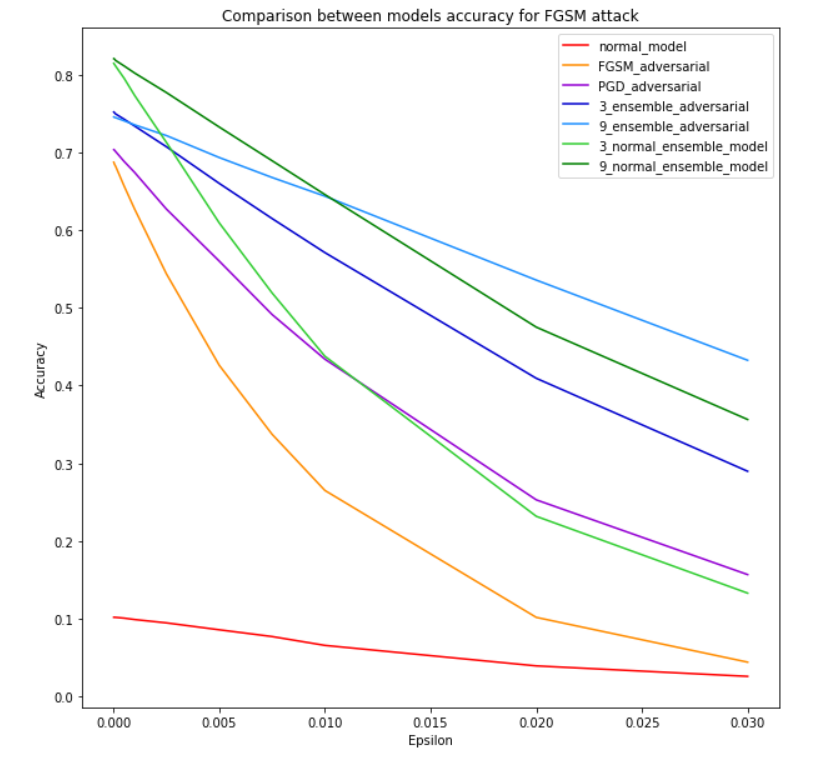 Comparison between models accuracy for FGSM attack
normal_model
FGSM_adversarial
PGD_adversarial
3_ensemble_adversarial
9_ensemble_adversarial
3_normal_ensemble_model
9_normal_ensemble_model
0.8
0.7
0.6
0.5
0.4
0.3
0.2
0.1
0.0
Accuracy
0.000 0.005 0.010 0.015 0.020 0.025 0.030
Epsilon